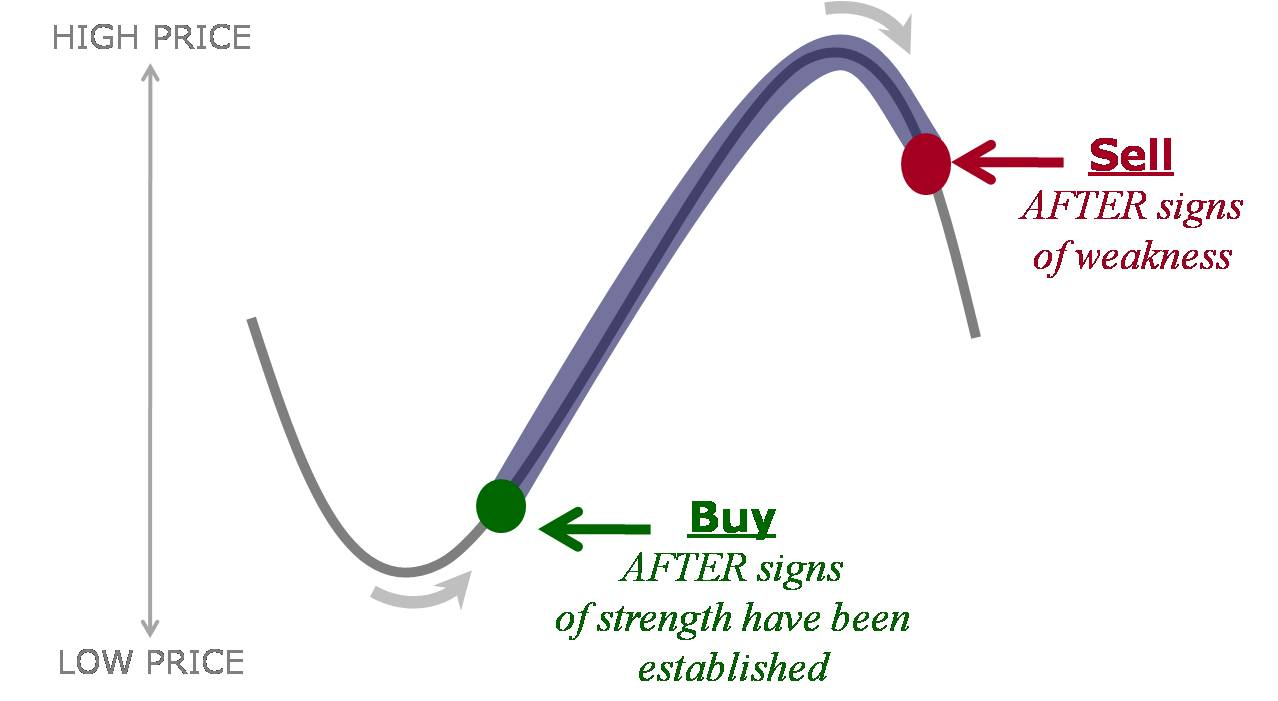 HIGH PRICE
Sell
AFTER signs
of weakness
Buy
AFTER signs
of strength have been
established
LOW PRICE